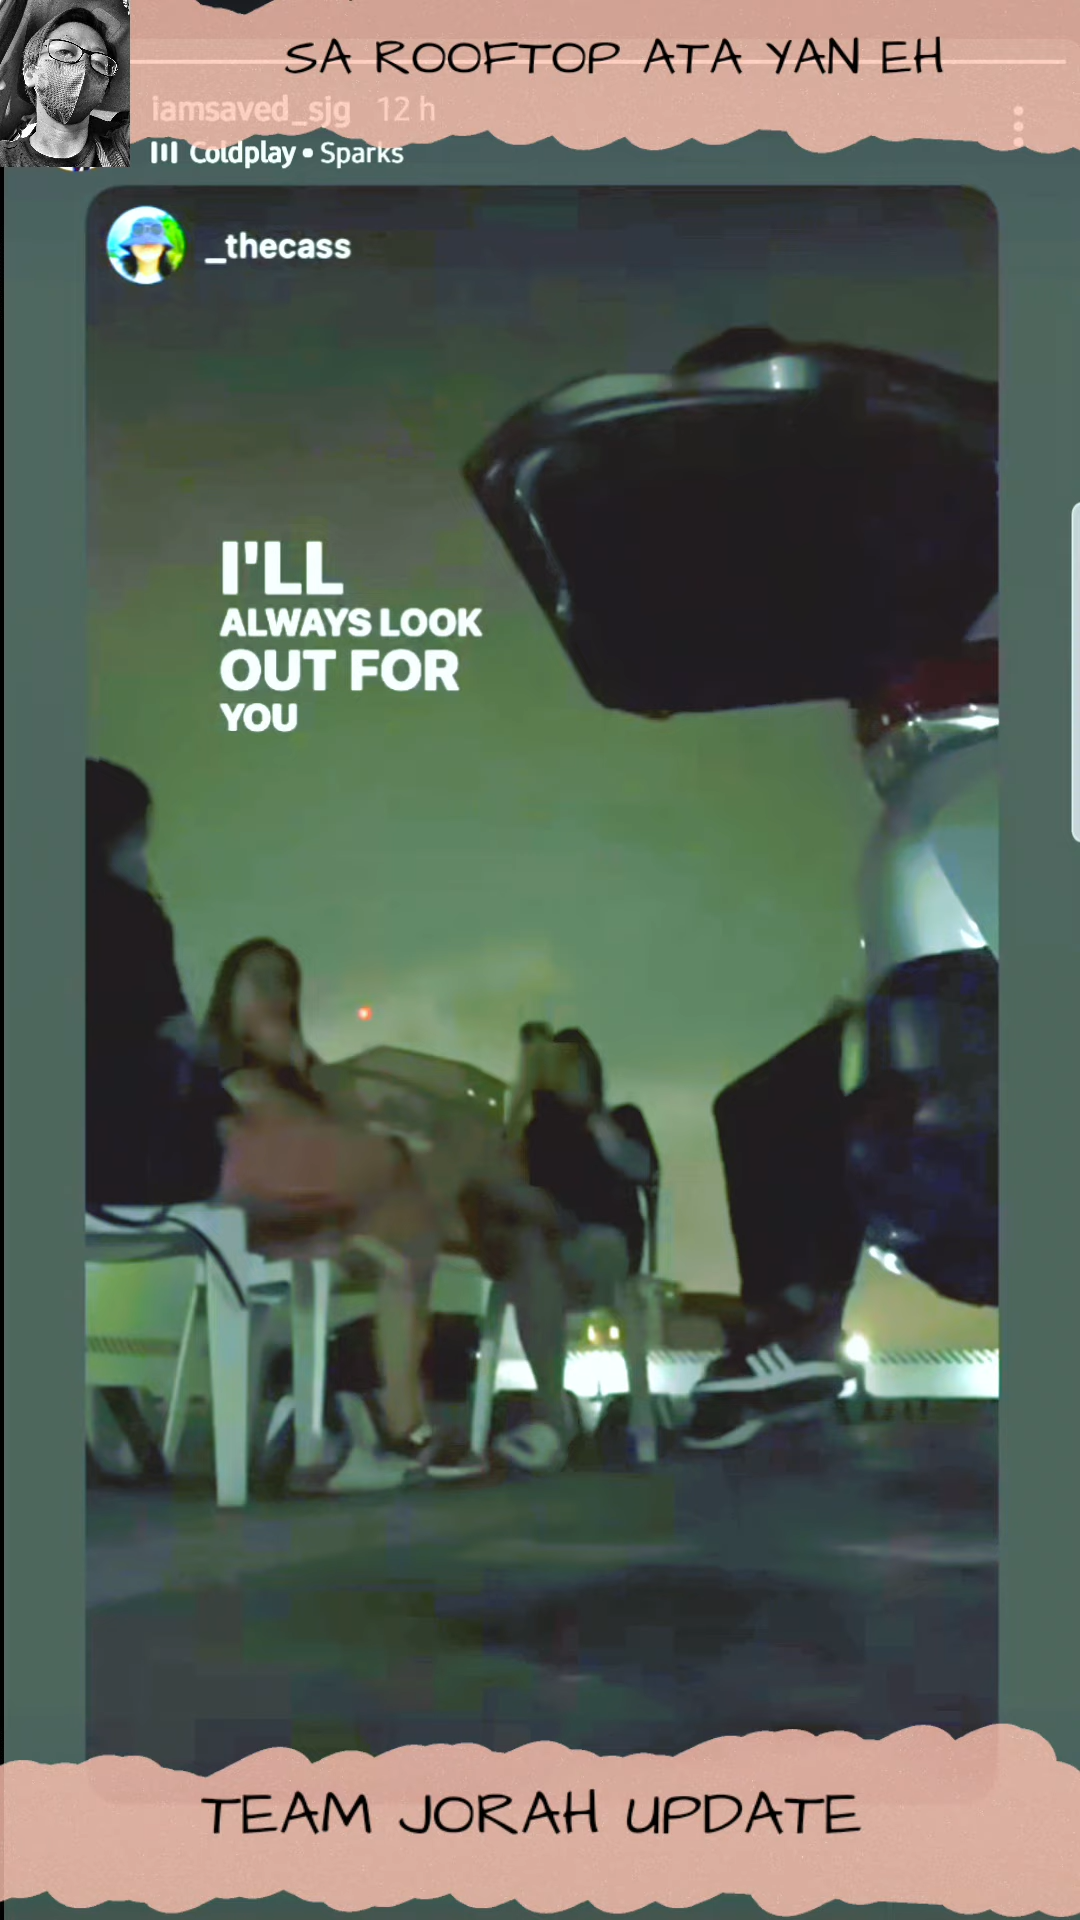 SA ROOFTOP ATA YAN EH
iamsaved_sjg 12 h
Coldplay • Sparks
_thecass
I'LL
ALWAYS LOOK
OUT FOR
YOU
TEAM JORAH UPDATE